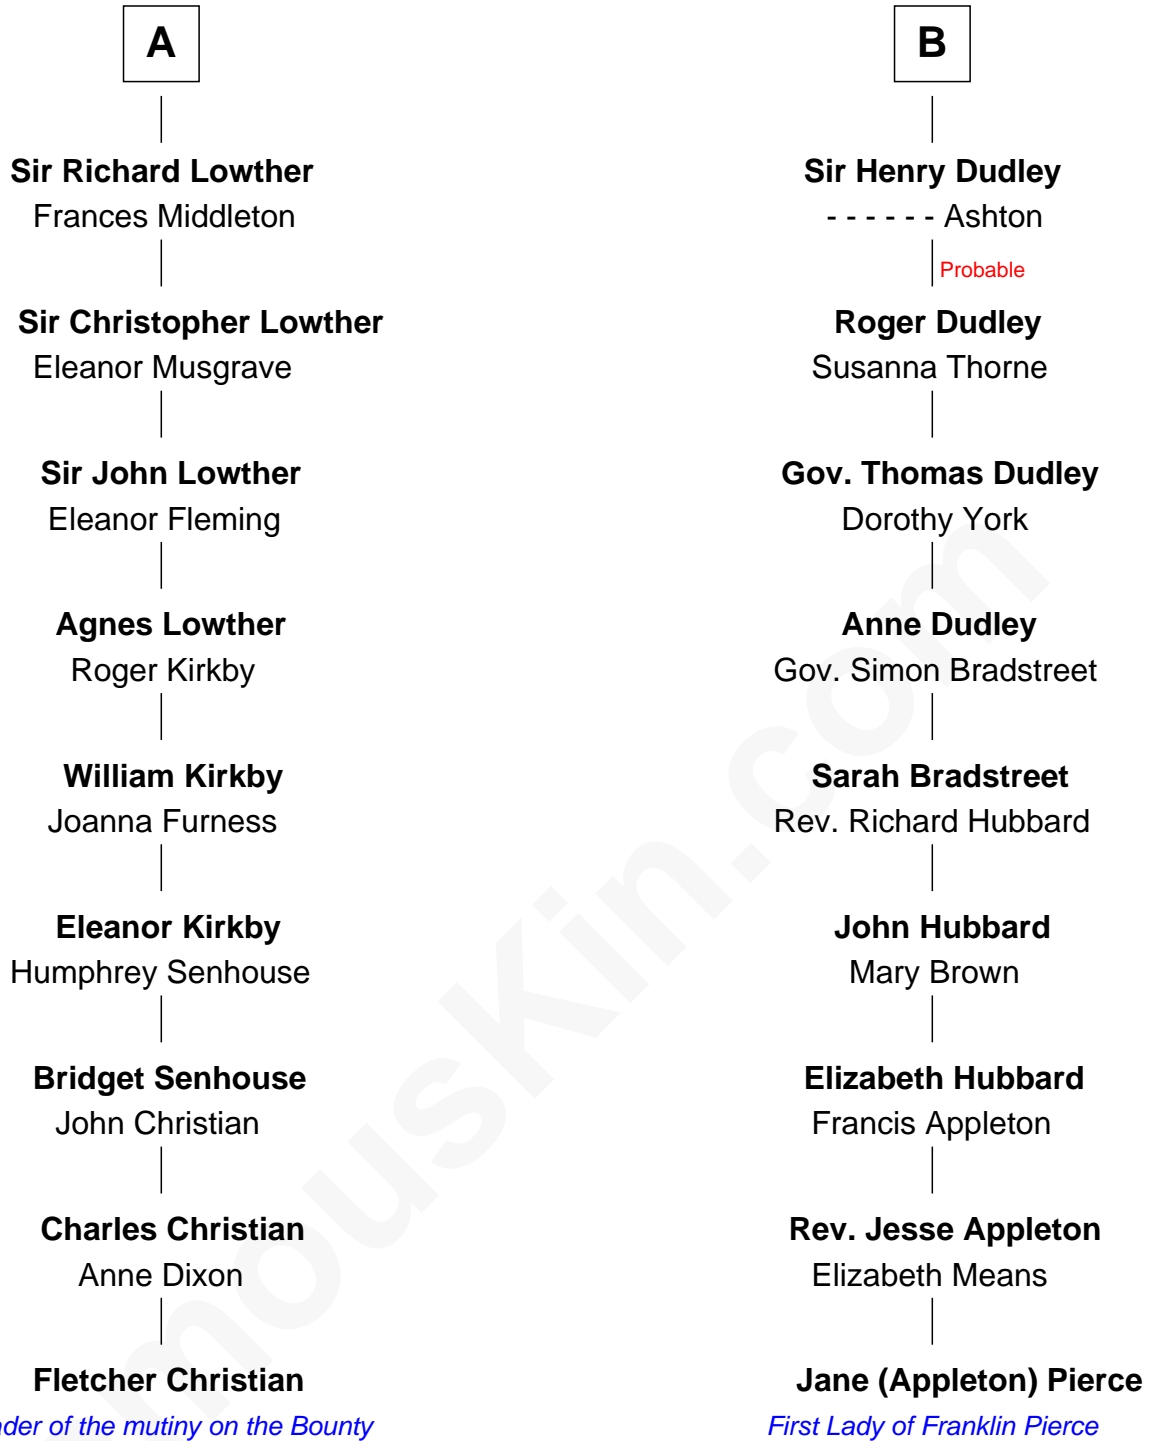 A
Sir Richard Lowther
Frances Middleton
Sir Christopher Lowther
Eleanor Musgrave
Sir John Lowther
Eleanor Fleming
Agnes Lowther
Roger Kirkby
William Kirkby
Joanna Furness
Eleanor Kirkby
Humphrey Senhouse
Bridget Senhouse
John Christian
Charles Christian
Anne Dixon
Fletcher Christian
ader of the mutiny on the Bounty
B
Sir Henry Dudley
- - - - - - Ashton
Probable
Roger Dudley
Susanna Thorne
Gov. Thomas Dudley
Dorothy York
Anne Dudley
Gov. Simon Bradstreet
Sarah Bradstreet
Rev. Richard Hubbard
John Hubbard
Mary Brown
Elizabeth Hubbard
Francis Appleton
Rev. Jesse Appleton
Elizabeth Means
Jane (Appleton) Pierce
First Lady of Franklin Pierce
mousKin.com